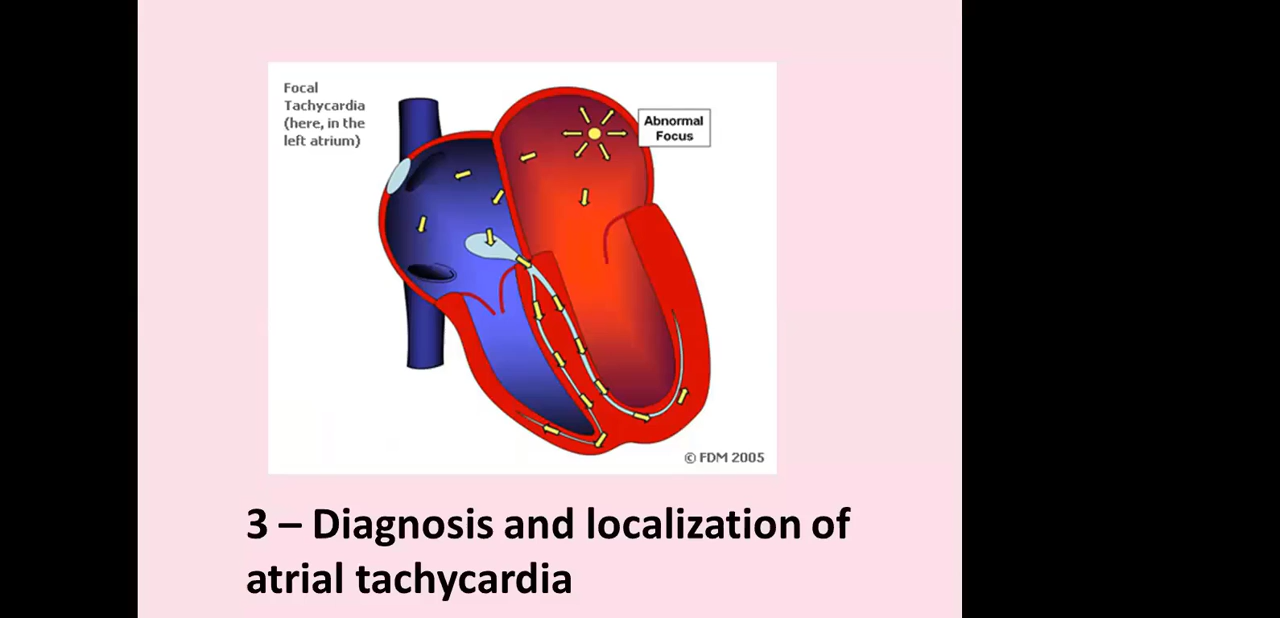 Focal
Tachycardia
(here, in the
left atrium)
Abnormal
Focus
© FDM 2005
3 – Diagnosis and localization of
atrial tachycardia